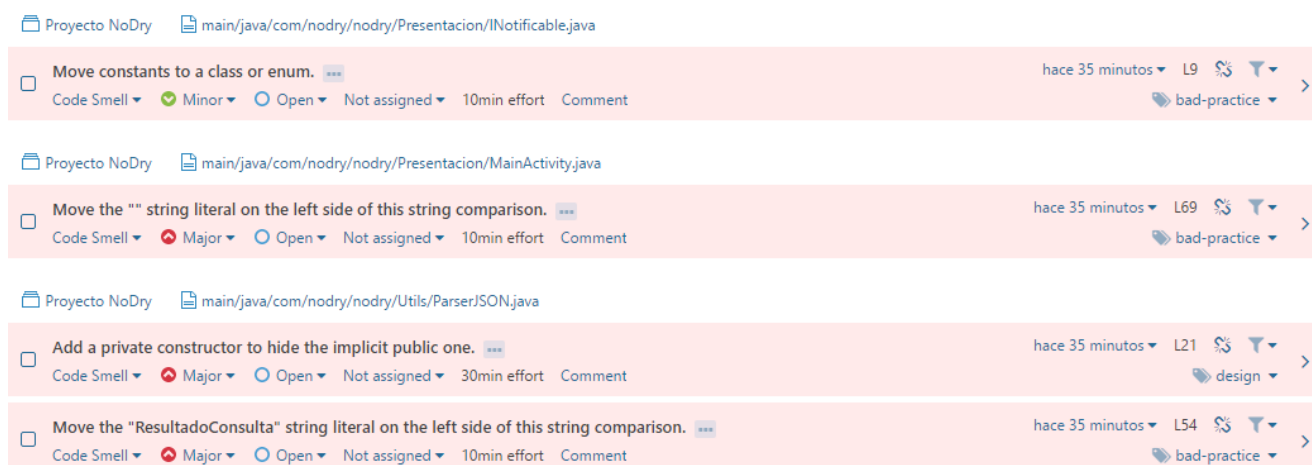 Proyecto NoDry main/java/com/nodry/nodry/Presentacion/INotificable.java
Move constants to a class or enum. hace 35 minutos L9
Code Smell Minor Open Not assigned 10min effort Comment bad-practice
Proyecto NoDry main/java/com/nodry/nodry/Presentacion/MainActivity.java
Move the "" string literal on the left side of this string comparison. hace 35 minutos L69
Code Smell Major Open Not assigned 10min effort Comment bad-practice
Proyecto NoDry main/java/com/nodry/nodry/Utils/ParserJSON.java
Add a private constructor to hide the implicit public one. hace 35 minutos L21
Code Smell Major Open Not assigned 30min effort Comment design
Move the "ResultadoConsulta" string literal on the left side of this string comparison. hace 35 minutos L54
Code Smell Major Open Not assigned 10min effort Comment bad-practice